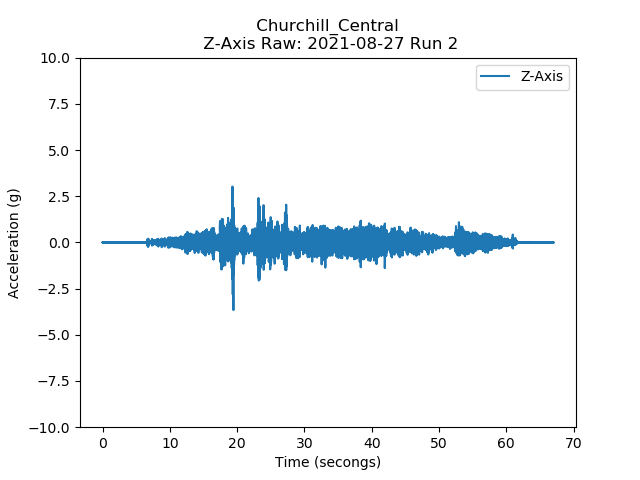 Churchill_Central
Z-Axis Raw: 2021-08-27 Run 2
Z-Axis
10.0
7.5
5.0
2.5
0.0
−2.5
−5.0
−7.5
−10.0
Acceleration (g)
0 10 20 30 40 50 60 70
Time (secongs)